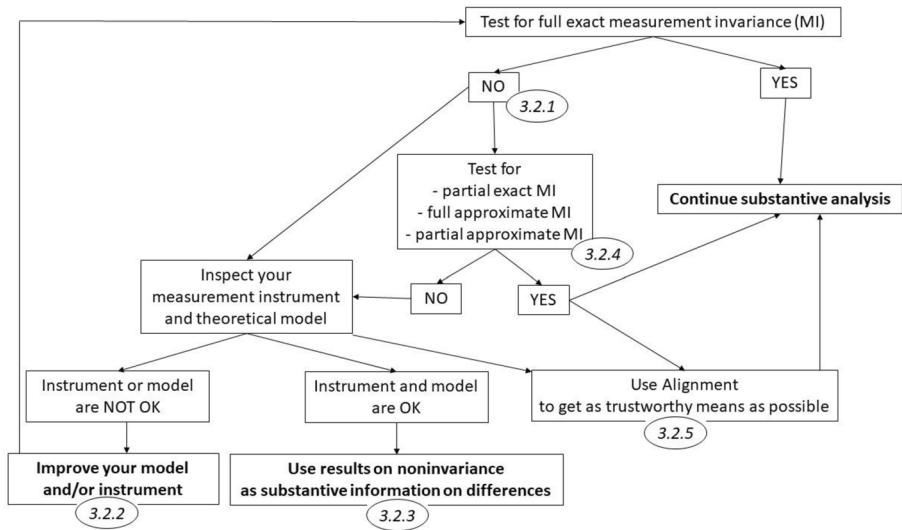 Test for full exact measurement invariance (MI)
NO
YES
3.2.1
Test for
- partial exact MI
- full approximate MI
- partial approximate MI
Continue substantive analysis
3.2.4
Inspect your
measurement instrument
and theoretical model
NO
YES
Instrument or model
are NOT OK
Instrument and model
are OK
Use Alignment
to get as trustworthy means as possible
3.2.5
Improve your model
and/or instrument
3.2.2
Use results on noninvariance
as substantive information on differences
3.2.3